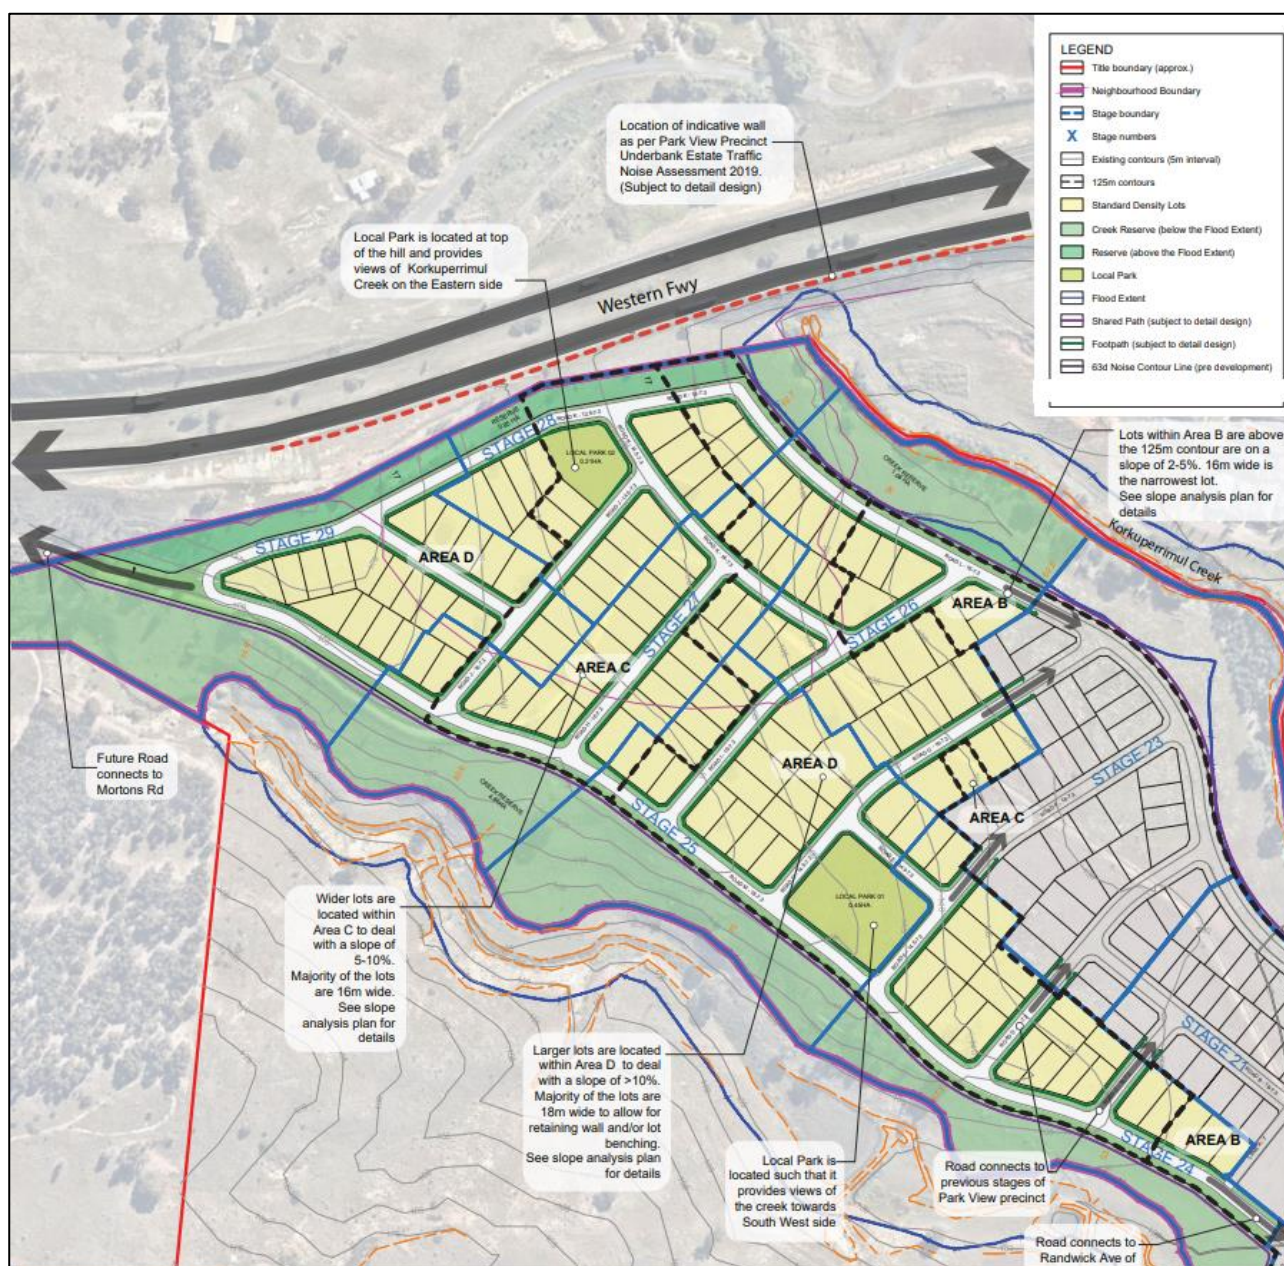 LEGEND
Title boundary (approx.)
Neighbourhood Boundary
Stage boundary
X Stage numbers
Existing contours (5m interval)
125m contours
Standard Density Lots
Creek Reserve (below the Flood Extent)
Reserve (above the Flood Extent)
Local Park
Flood Extent
Shared Path (subject to detail design)
Footpath (subject to detail design)
63d Noise Contour Line (pre development)
Location of indicative wall
as per Park View Precinct
Underbank Estate Traffic
Noise Assessment 2019.
(Subject to detail design)
Local Park is located at top
of the hill and provides
views of Korkuperrimul
Creek on the Eastern side
Western Fwy
Lots within Area B are above
the 125m contour are on a
slope of 2-5%. 16m wide is
the narrowest lot.
See slope analysis plan for
details
Korkuperrimul Creek
CREEK RESERVE
STAGE 28
LOCAL PARK 02
STAGE 29
AREA D
AREA B
STAGE 26
STAGE 27
AREA C
STAGE 23
AREA D
AREA C
STAGE 25
CREEK RESERVE
LOCAL PARK 01
0.45HA
STAGE 21
AREA B
STAGE 24
Future Road
connects to
Mortons Rd
Wider lots are
located within
Area C to deal
with a slope of
5-10%.
Majority of the lots
are 16m wide.
See slope
analysis plan for
details
Larger lots are located
within Area D to deal
with a slope of >10%.
Majority of the lots are
18m wide to allow for
retaining wall and/or lot
benching.
See slope analysis plan
for details
Local Park is
located such that it
provides views of
the creek towards
South West side
Road connects to
previous stages of
Park View precinct
Road connects to
Randwick Ave of